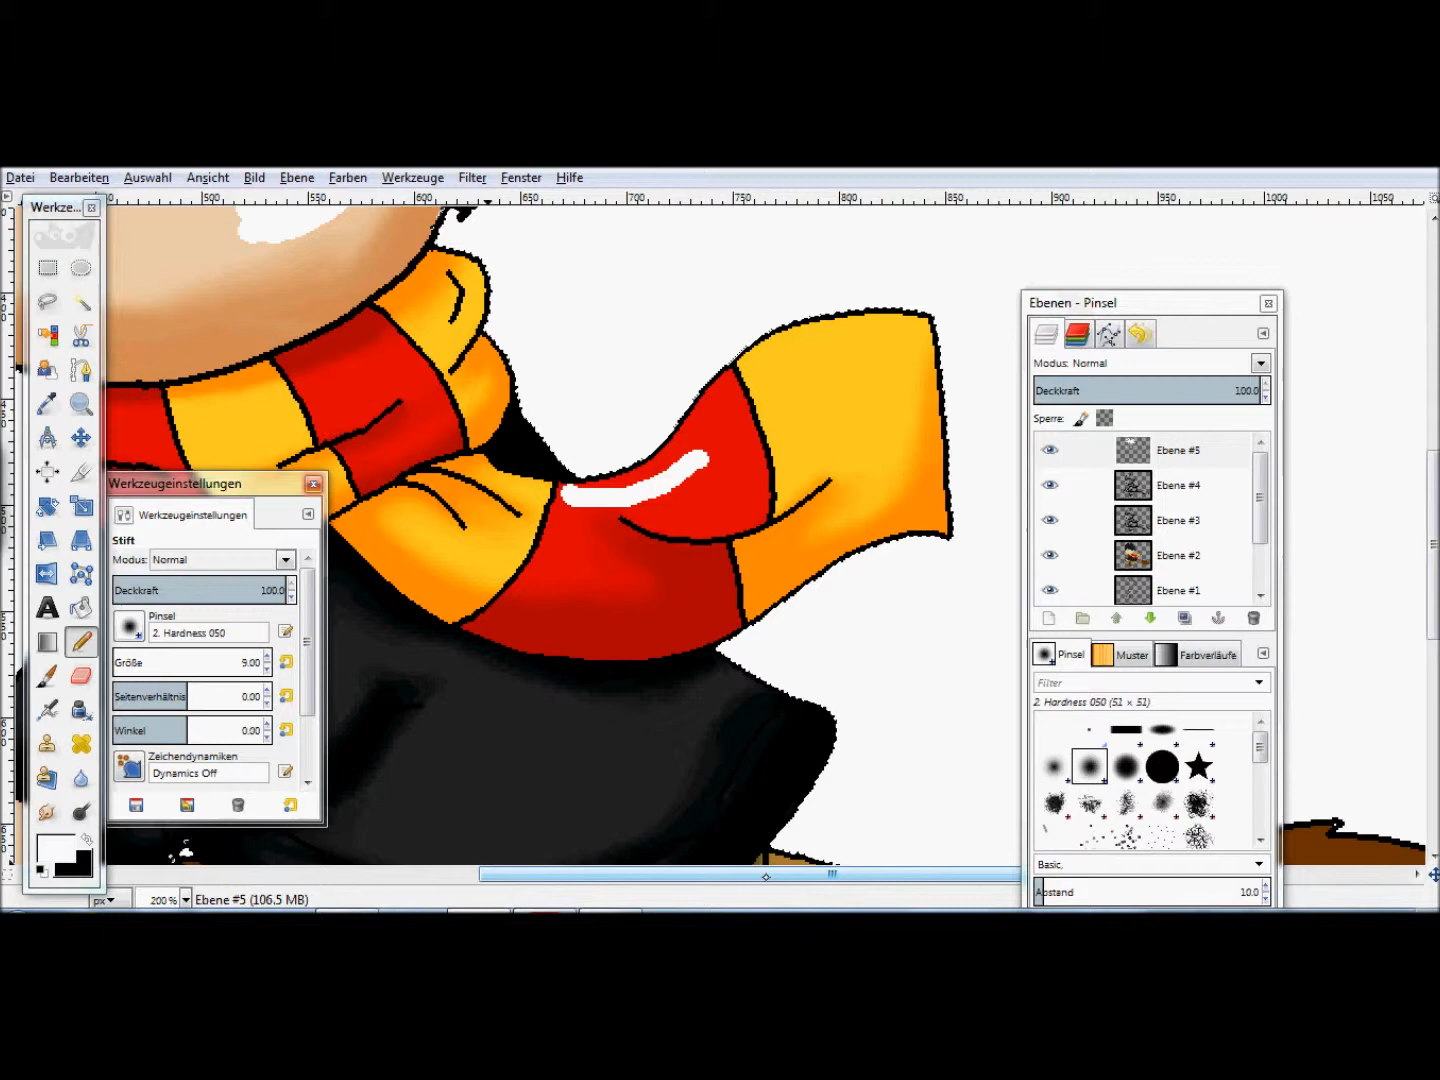 Datei Bearbeiten Auswahl Ansicht Bild Ebene Farben Werkzeuge Filter Fenster Hilfe
500 550 600 650 700 750 800 850 900 950 1000 1050
Werkze...
Werkzeugeinstellungen
Werkzeugeinstellungen
Stift
Modus: Normal
Deckkraft 100.0
Pinsel
2. Hardness 050
Größe 9.00
Seitenverhältnis 0.00
Winkel 0.00
Zeichendynamiken
Dynamics Off
Ebenen - Pinsel
Modus: Normal
Deckkraft 100.0
Sperre:
Ebene #5
Ebene #4
Ebene #3
Ebene #2
Ebene #1
Pinsel Muster Farbverläufe
Filter
2. Hardness 050 (51 × 51)
Basic,
Abstand 10.0
px 200 % Ebene #5 (106.5 MB)